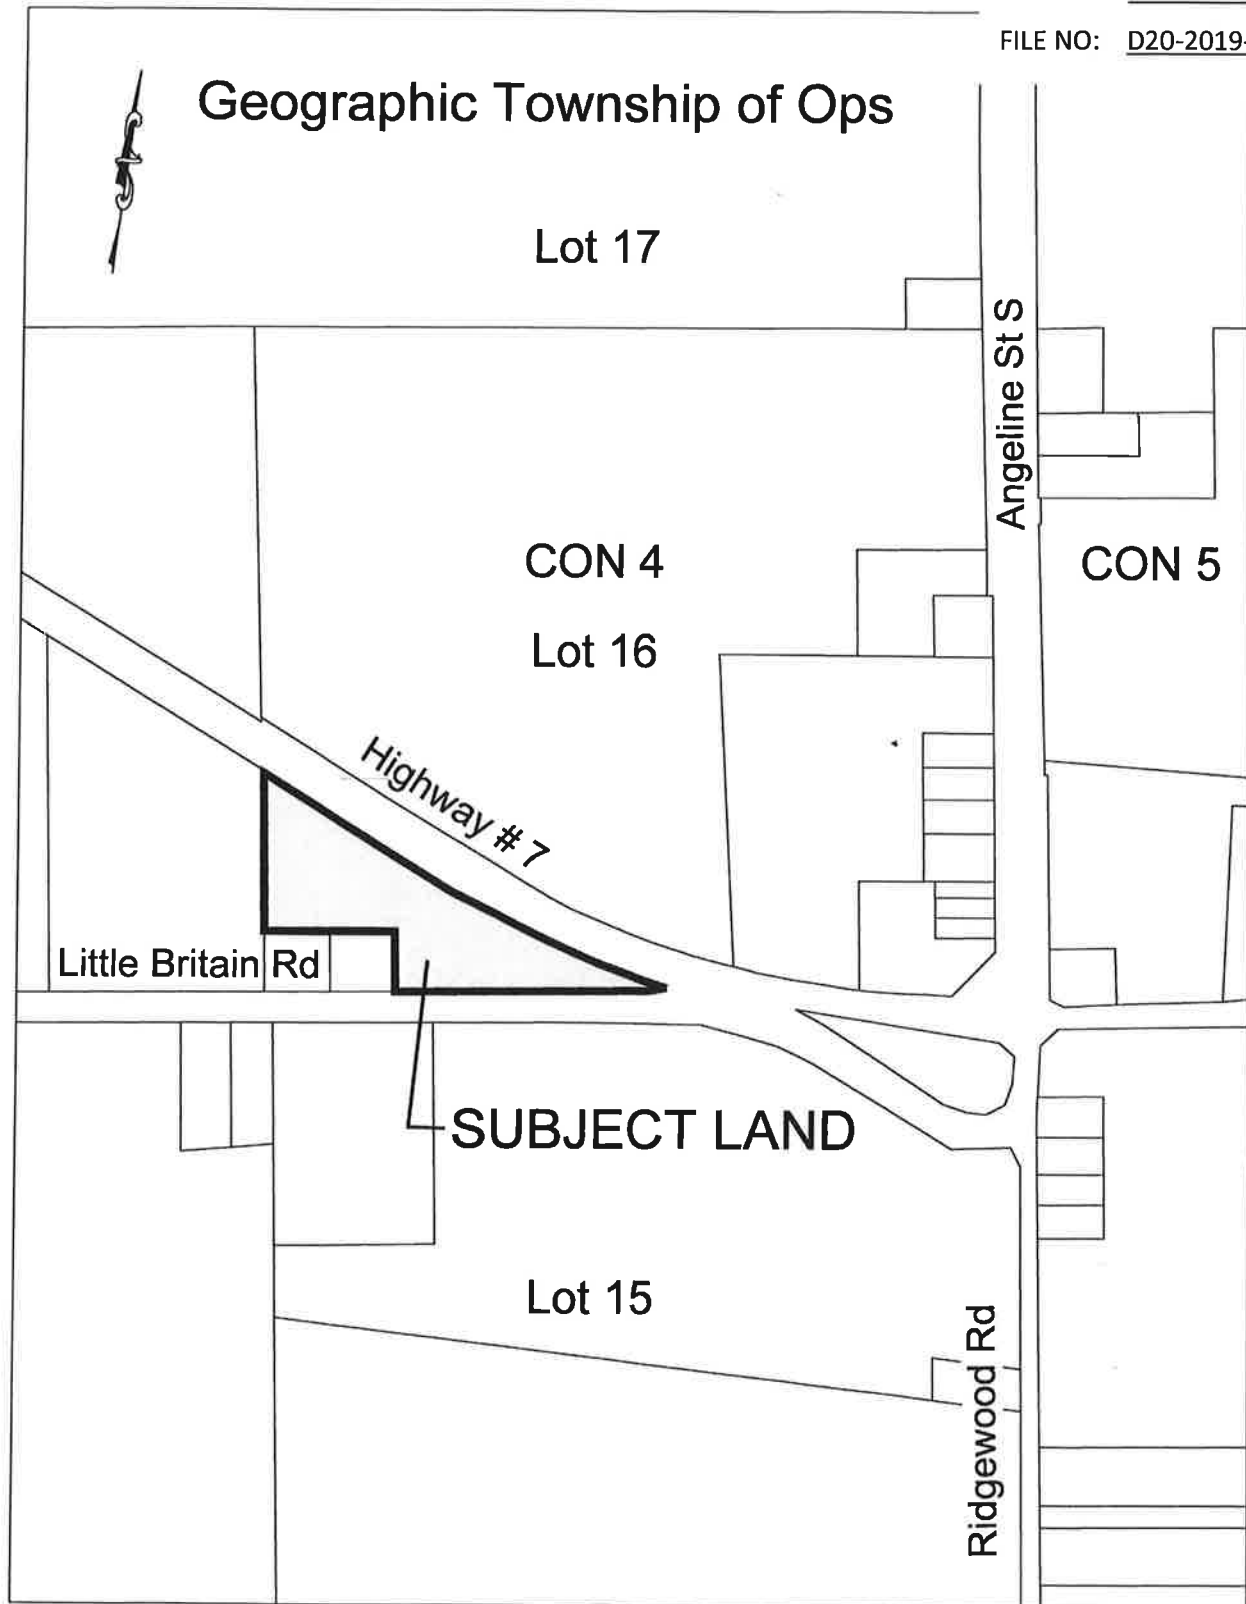 FILE NO: D20-2019-
Geographic Township of Ops
Lot 17
Angeline St S
CON 4
CON 5
Lot 16
Highway # 7
Little Britain Rd
SUBJECT LAND
Lot 15
Ridgewood Rd